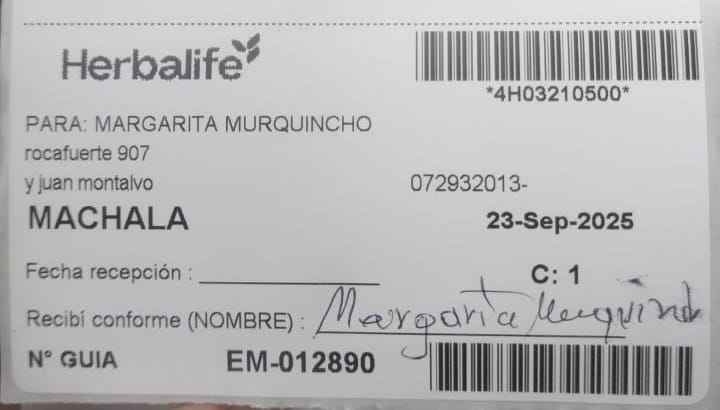 Herbalife
*4H03210500*
PARA: MARGARITA MURQUINCHO
rocafuerte 907
y juan montalvo
072932013-
MACHALA
23-Sep-2025
Fecha recepción :
C: 1
Recibí conforme (NOMBRE) : Margarita Murquincho
N° GUIA
EM-012890